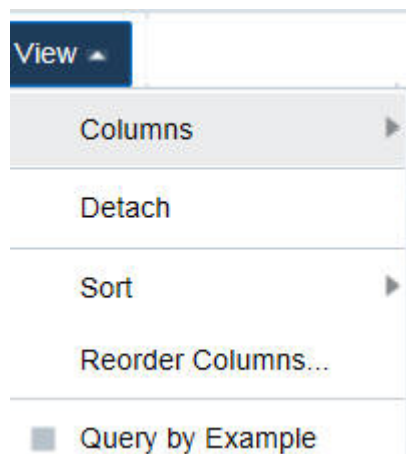 View
Columns
Detach
Sort
Reorder Columns...
Query by Example